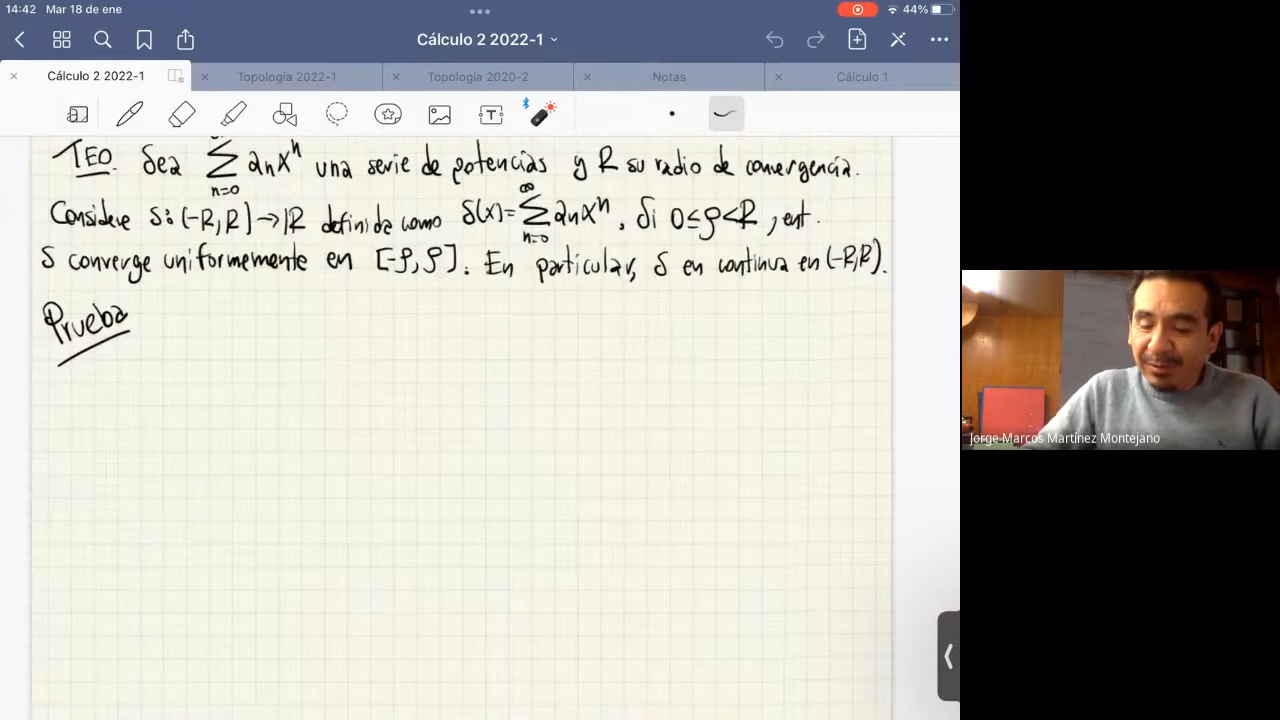 14:42 Mar 18 de ene
44%
Cálculo 2 2022-1
Cálculo 2 2022-1
Topología 2022-1
Topología 2020-2
Notas
Cálculo 1
TEO. Sea ∑_{n=0} a_n x^n una serie de potencias y R su radio de convergencia.
Considere S:(-R,R)→ℝ definida como S(x)=∑_{n=0}^{∞} a_n x^n. Si 0≤ρ<R, ent.
S converge uniformemente en [-ρ,ρ]. En particular, S en continua en (-R,R).
Prueba
Jorge-Marcos Martínez Montejano